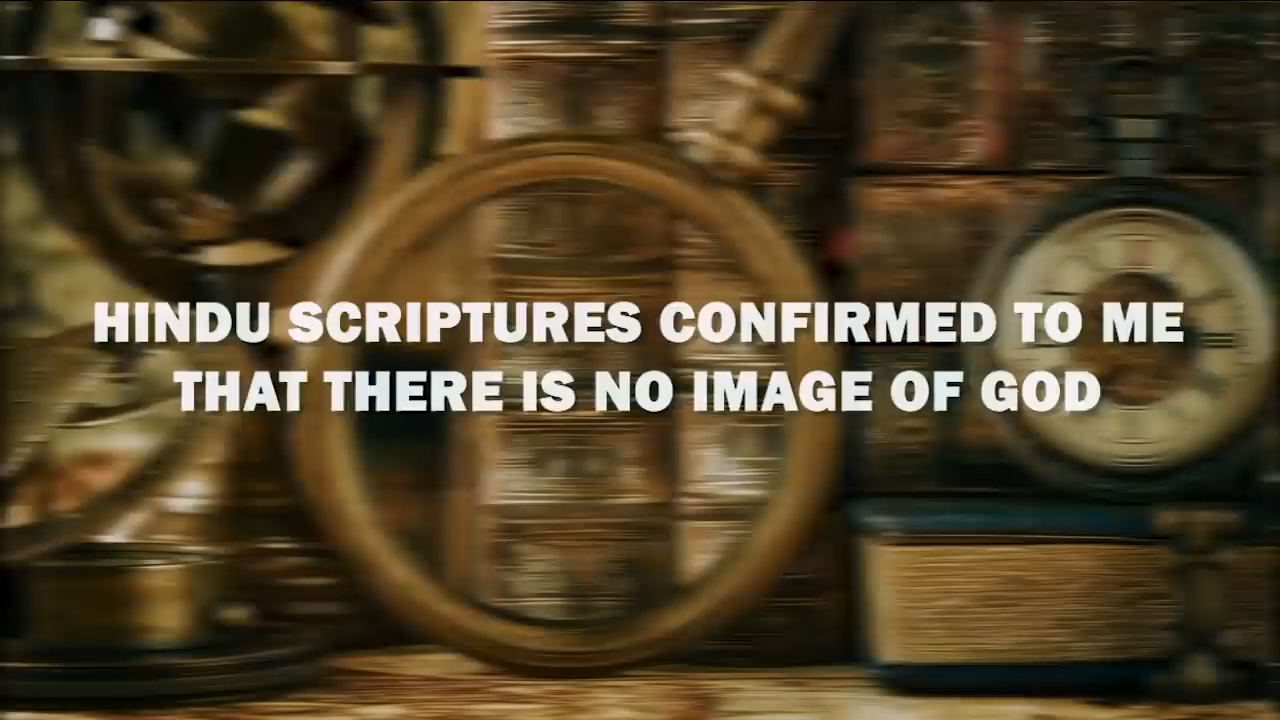 HINDU SCRIPTURES CONFIRMED TO ME
THAT THERE IS NO IMAGE OF GOD